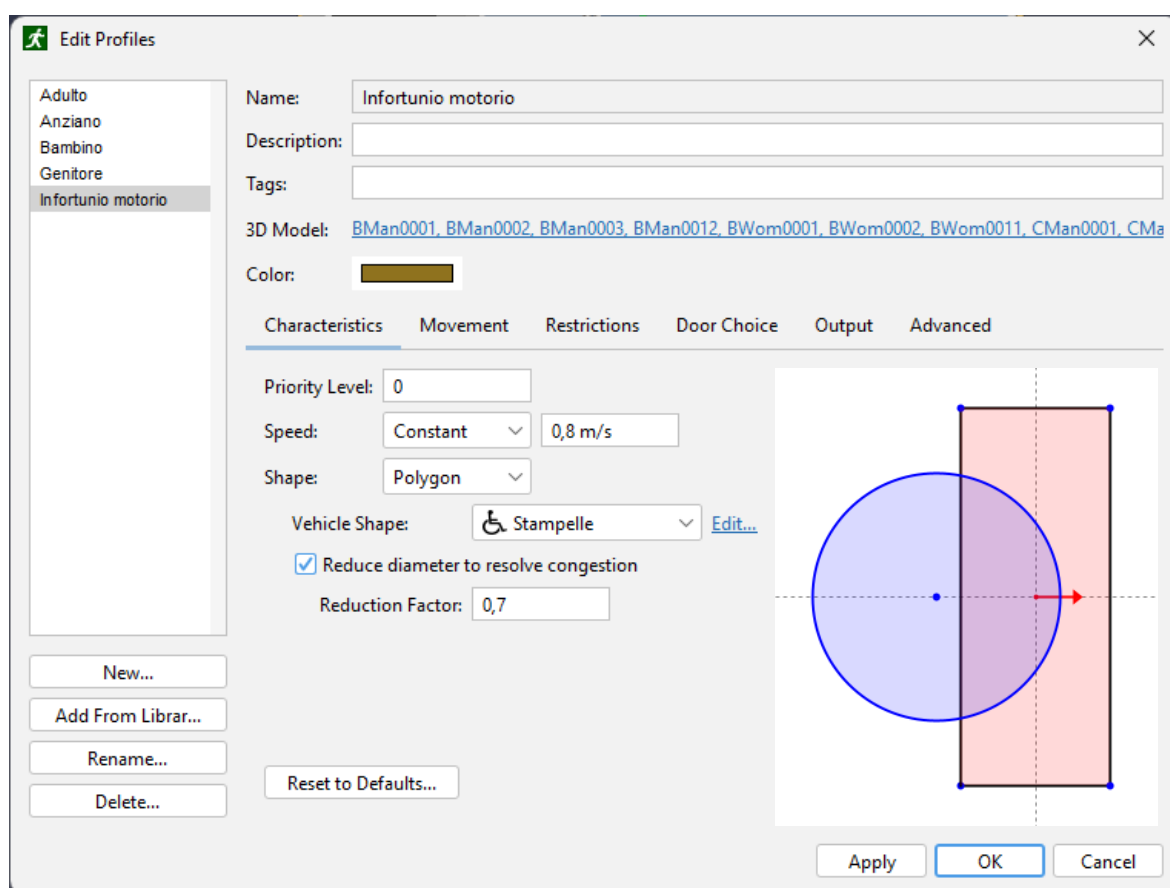 Edit Profiles
Adulto
Anziano
Bambino
Genitore
Infortunio motorio
New...
Add From Librar...
Rename...
Delete...
Name: Infortunio motorio
Description:
Tags:
3D Model: BMan0001, BMan0002, BMan0003, BMan0012, BWom0001, BWom0002, BWom0011, CMan0001, CMa
Color:
Characteristics Movement Restrictions Door Choice Output Advanced
Priority Level: 0
Speed: Constant 0,8 m/s
Shape: Polygon
Vehicle Shape: Stampelle Edit...
Reduce diameter to resolve congestion
Reduction Factor: 0,7
Reset to Defaults...
Apply OK Cancel